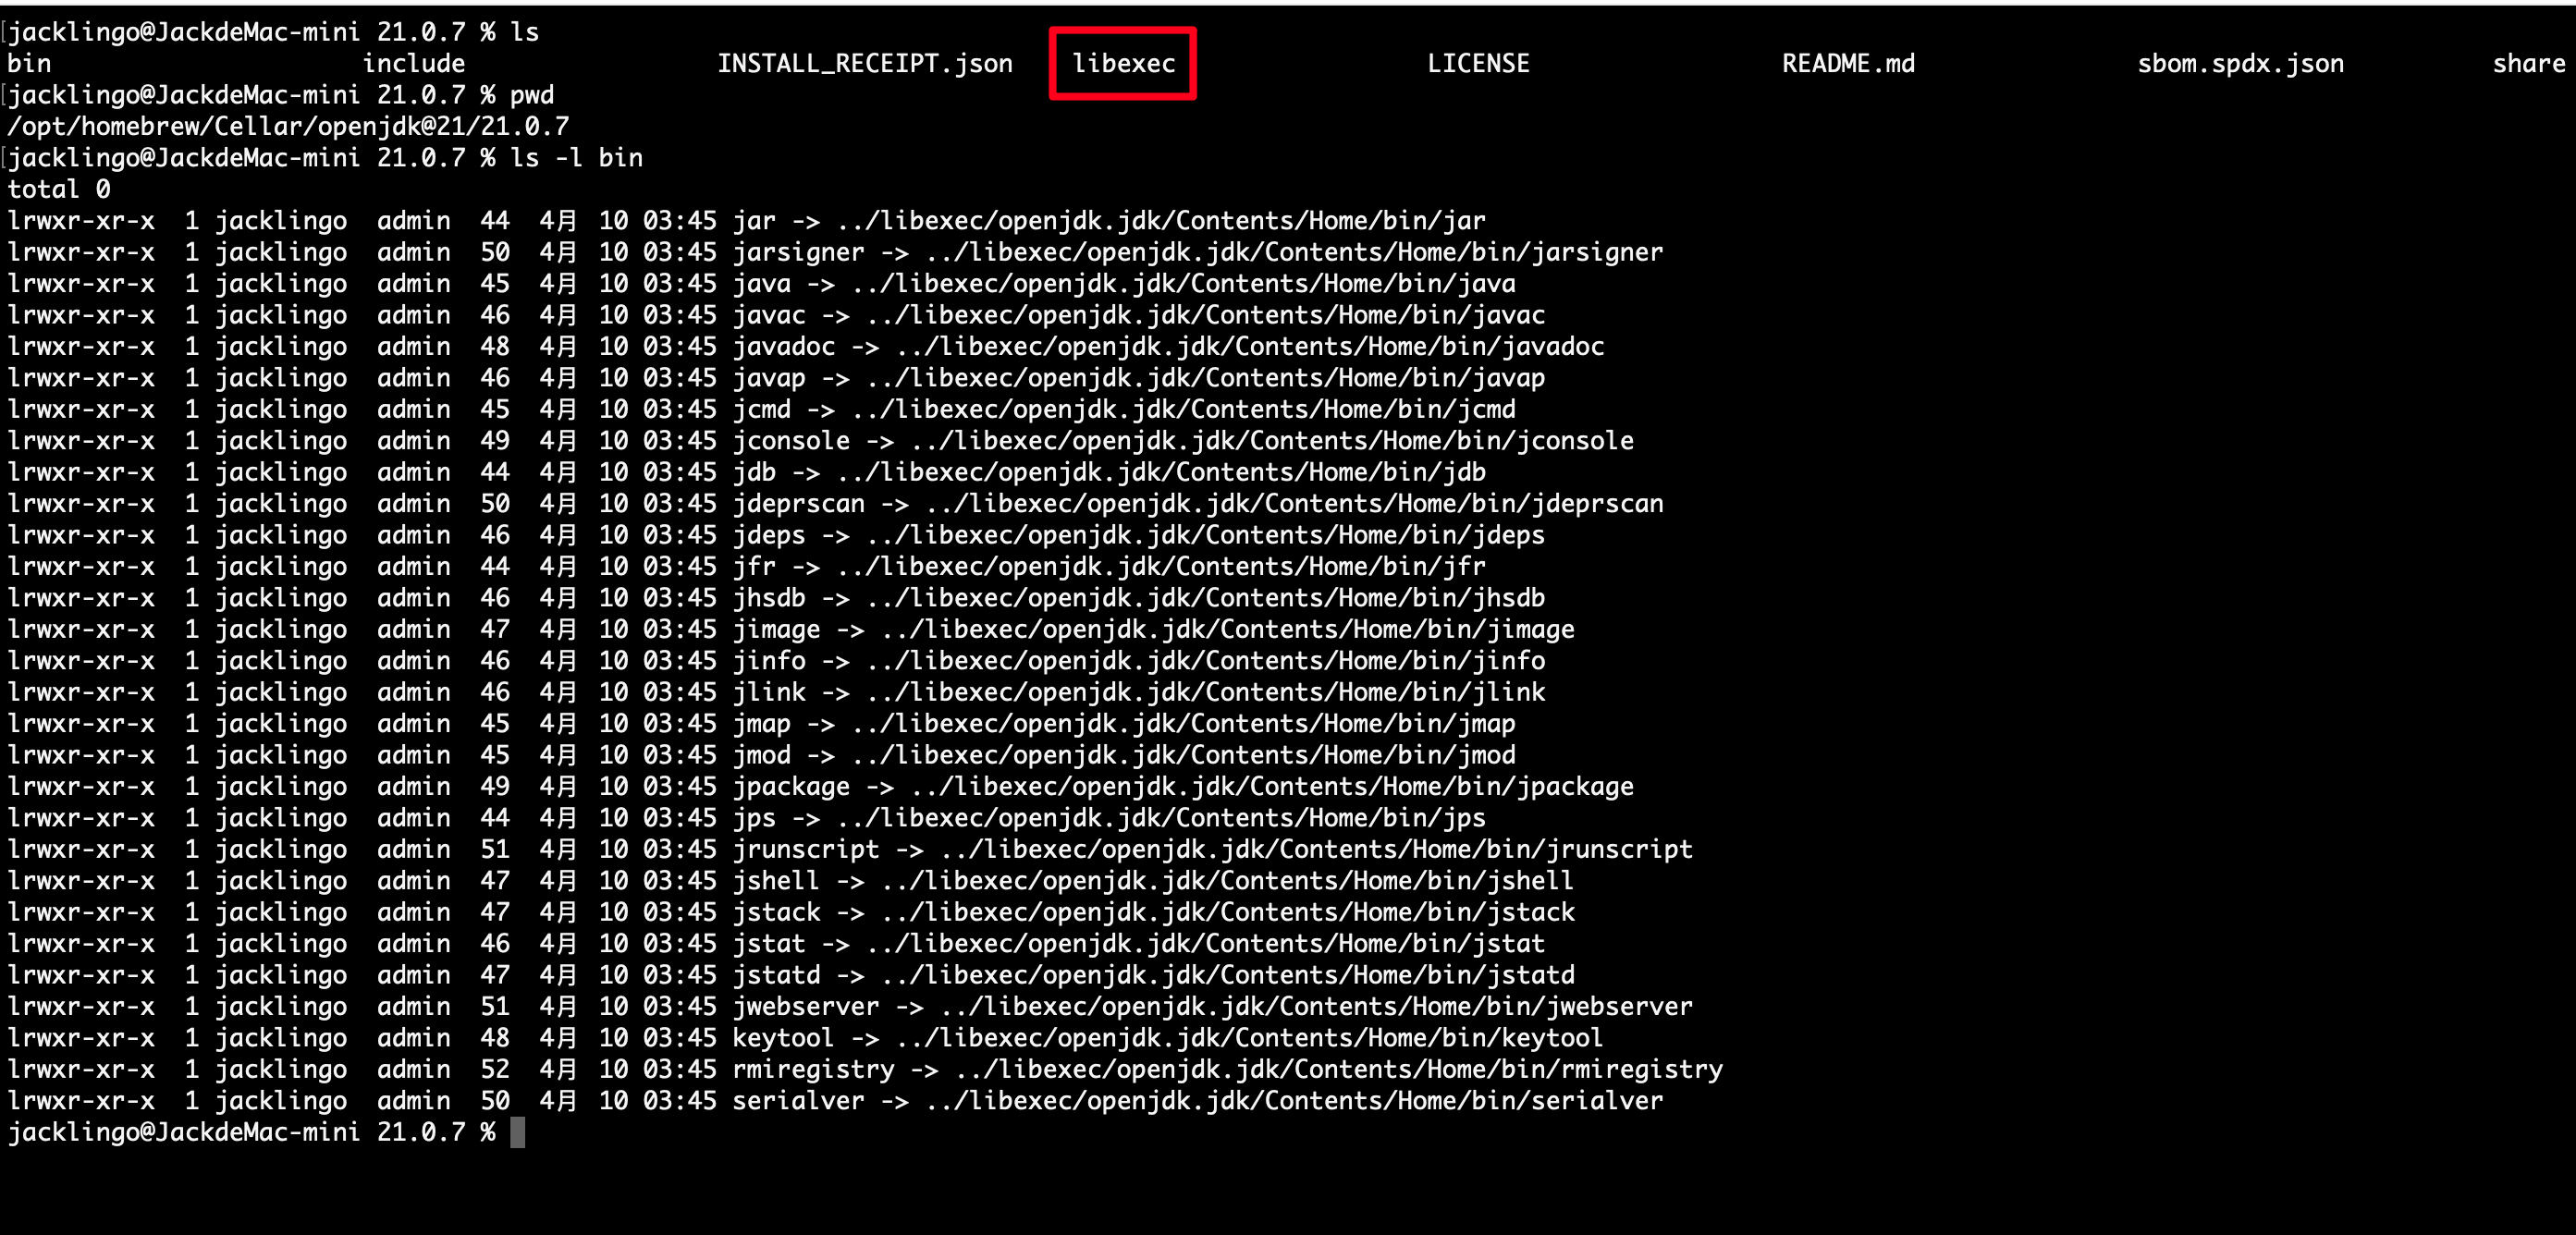 [jacklingo@JackdeMac-mini 21.0.7 % ls
bin include INSTALL_RECEIPT.json libexec LICENSE README.md sbom.spdx.json share
[jacklingo@JackdeMac-mini 21.0.7 % pwd
/opt/homebrew/Cellar/openjdk@21/21.0.7
[jacklingo@JackdeMac-mini 21.0.7 % ls -l bin
total 0
lrwxr-xr-x 1 jacklingo admin 44 4月 10 03:45 jar -> ../libexec/openjdk.jdk/Contents/Home/bin/jar
lrwxr-xr-x 1 jacklingo admin 50 4月 10 03:45 jarsigner -> ../libexec/openjdk.jdk/Contents/Home/bin/jarsigner
lrwxr-xr-x 1 jacklingo admin 45 4月 10 03:45 java -> ../libexec/openjdk.jdk/Contents/Home/bin/java
lrwxr-xr-x 1 jacklingo admin 46 4月 10 03:45 javac -> ../libexec/openjdk.jdk/Contents/Home/bin/javac
lrwxr-xr-x 1 jacklingo admin 48 4月 10 03:45 javadoc -> ../libexec/openjdk.jdk/Contents/Home/bin/javadoc
lrwxr-xr-x 1 jacklingo admin 46 4月 10 03:45 javap -> ../libexec/openjdk.jdk/Contents/Home/bin/javap
lrwxr-xr-x 1 jacklingo admin 45 4月 10 03:45 jcmd -> ../libexec/openjdk.jdk/Contents/Home/bin/jcmd
lrwxr-xr-x 1 jacklingo admin 49 4月 10 03:45 jconsole -> ../libexec/openjdk.jdk/Contents/Home/bin/jconsole
lrwxr-xr-x 1 jacklingo admin 44 4月 10 03:45 jdb -> ../libexec/openjdk.jdk/Contents/Home/bin/jdb
lrwxr-xr-x 1 jacklingo admin 50 4月 10 03:45 jdeprscan -> ../libexec/openjdk.jdk/Contents/Home/bin/jdeprscan
lrwxr-xr-x 1 jacklingo admin 46 4月 10 03:45 jdeps -> ../libexec/openjdk.jdk/Contents/Home/bin/jdeps
lrwxr-xr-x 1 jacklingo admin 44 4月 10 03:45 jfr -> ../libexec/openjdk.jdk/Contents/Home/bin/jfr
lrwxr-xr-x 1 jacklingo admin 46 4月 10 03:45 jhsdb -> ../libexec/openjdk.jdk/Contents/Home/bin/jhsdb
lrwxr-xr-x 1 jacklingo admin 47 4月 10 03:45 jimage -> ../libexec/openjdk.jdk/Contents/Home/bin/jimage
lrwxr-xr-x 1 jacklingo admin 46 4月 10 03:45 jinfo -> ../libexec/openjdk.jdk/Contents/Home/bin/jinfo
lrwxr-xr-x 1 jacklingo admin 46 4月 10 03:45 jlink -> ../libexec/openjdk.jdk/Contents/Home/bin/jlink
lrwxr-xr-x 1 jacklingo admin 45 4月 10 03:45 jmap -> ../libexec/openjdk.jdk/Contents/Home/bin/jmap
lrwxr-xr-x 1 jacklingo admin 45 4月 10 03:45 jmod -> ../libexec/openjdk.jdk/Contents/Home/bin/jmod
lrwxr-xr-x 1 jacklingo admin 49 4月 10 03:45 jpackage -> ../libexec/openjdk.jdk/Contents/Home/bin/jpackage
lrwxr-xr-x 1 jacklingo admin 44 4月 10 03:45 jps -> ../libexec/openjdk.jdk/Contents/Home/bin/jps
lrwxr-xr-x 1 jacklingo admin 51 4月 10 03:45 jrunscript -> ../libexec/openjdk.jdk/Contents/Home/bin/jrunscript
lrwxr-xr-x 1 jacklingo admin 47 4月 10 03:45 jshell -> ../libexec/openjdk.jdk/Contents/Home/bin/jshell
lrwxr-xr-x 1 jacklingo admin 47 4月 10 03:45 jstack -> ../libexec/openjdk.jdk/Contents/Home/bin/jstack
lrwxr-xr-x 1 jacklingo admin 46 4月 10 03:45 jstat -> ../libexec/openjdk.jdk/Contents/Home/bin/jstat
lrwxr-xr-x 1 jacklingo admin 47 4月 10 03:45 jstatd -> ../libexec/openjdk.jdk/Contents/Home/bin/jstatd
lrwxr-xr-x 1 jacklingo admin 51 4月 10 03:45 jwebserver -> ../libexec/openjdk.jdk/Contents/Home/bin/jwebserver
lrwxr-xr-x 1 jacklingo admin 48 4月 10 03:45 keytool -> ../libexec/openjdk.jdk/Contents/Home/bin/keytool
lrwxr-xr-x 1 jacklingo admin 52 4月 10 03:45 rmiregistry -> ../libexec/openjdk.jdk/Contents/Home/bin/rmiregistry
lrwxr-xr-x 1 jacklingo admin 50 4月 10 03:45 serialver -> ../libexec/openjdk.jdk/Contents/Home/bin/serialver
jacklingo@JackdeMac-mini 21.0.7 %